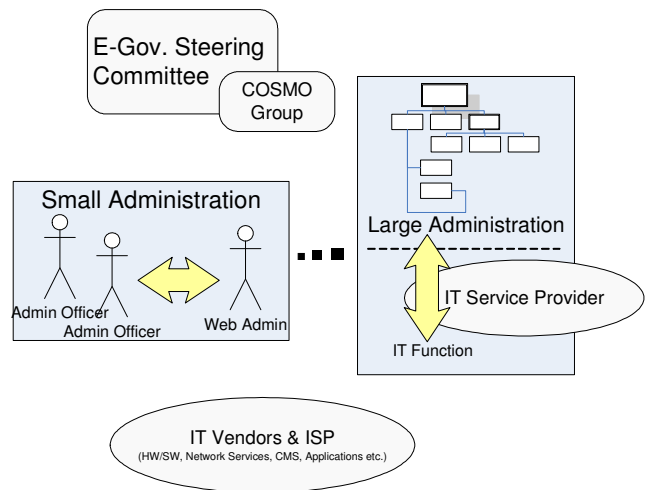 E-Gov. Steering
Committee
COSMO
Group
Small Administration
Admin Officer
Admin Officer
Web Admin
Large Administration
IT Service Provider
IT Function
IT Vendors & ISP
(HW/SW, Network Services, CMS, Applications etc.)